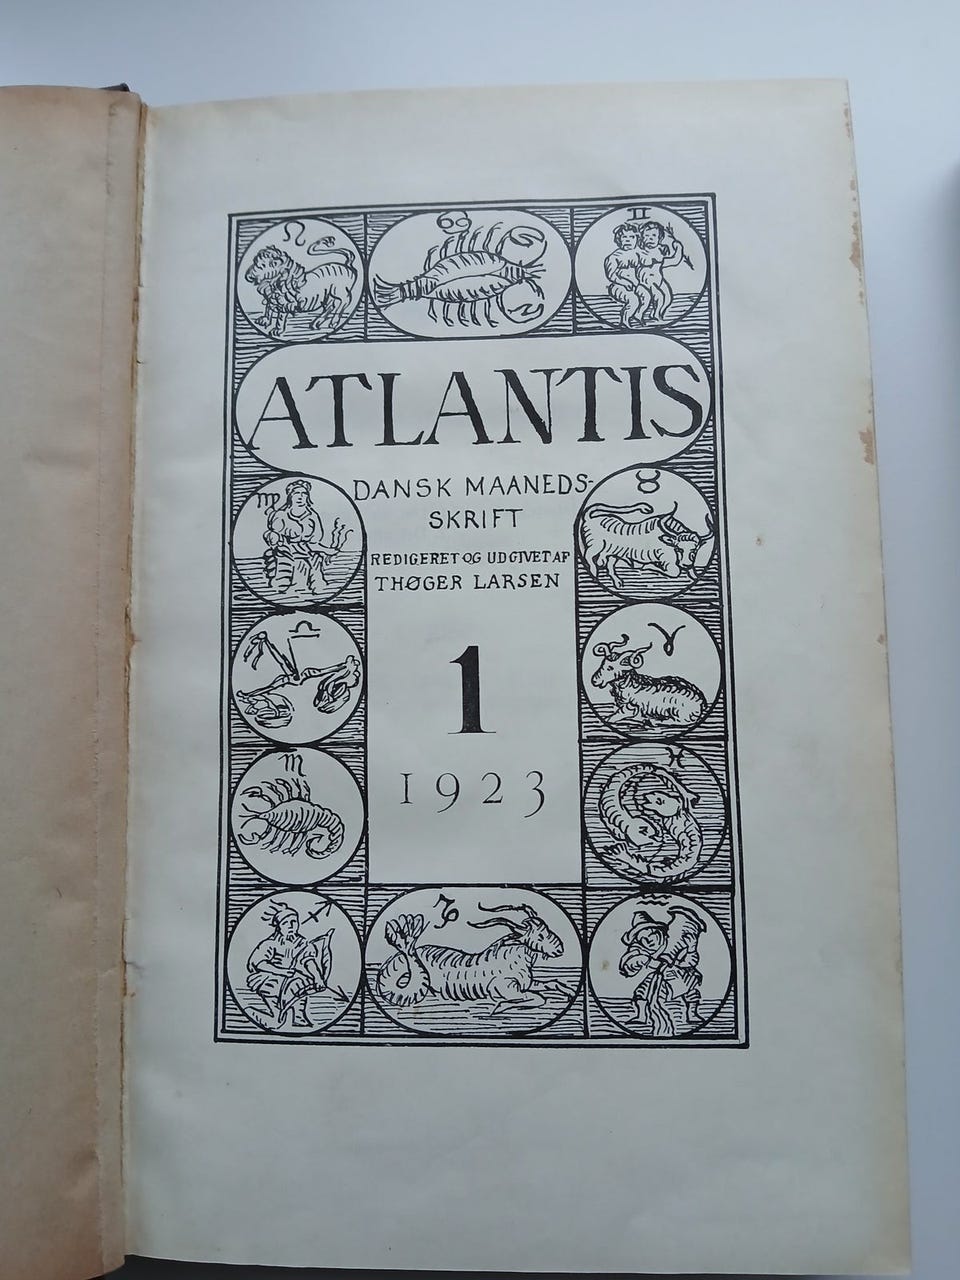 ATLANTIS
DANSK MAANEDS-
SKRIFT
REDIGERET OG UDGIVET AF
THØGER LARSEN
1
1923